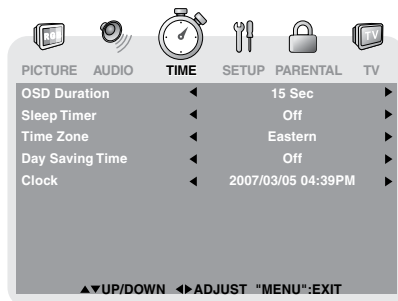 RGB TV
PICTURE AUDIO TIME SETUP PARENTAL TV
OSD Duration ◀ 15 Sec ▶
Sleep Timer ◀ Off ▶
Time Zone ◀ Eastern ▶
Day Saving Time ◀ Off ▶
Clock ◀ 2007/03/05 04:39PM ▶
▲▼UP/DOWN ◀▶ADJUST "MENU":EXIT